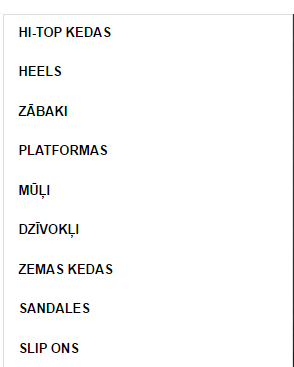 HI-TOP KEDAS
HEELS
ZĀBAKI
PLATFORMAS
MŪĻI
DZĪVOKĻI
ZEMAS KEDAS
SANDALES
SLIP ONS